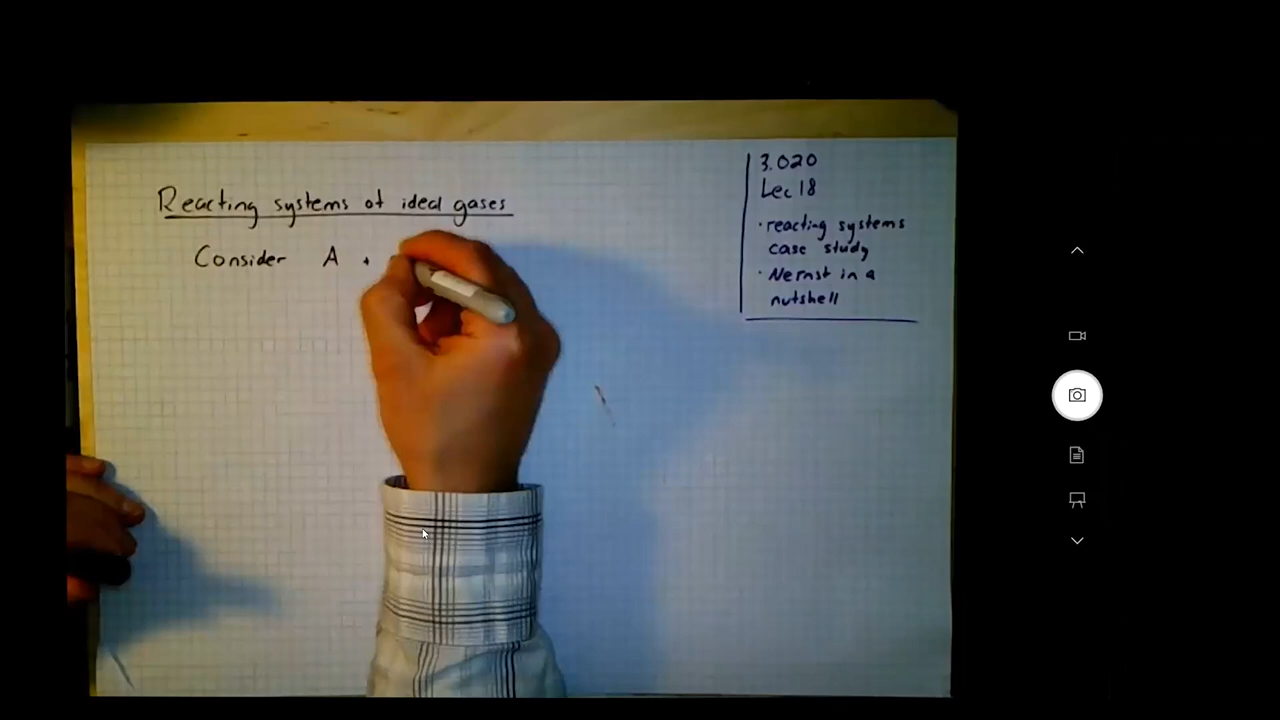 Reacting systems of ideal gases
Consider A +
3.020
Lec 18
· reacting systems
case study
· Nernst in a
nutshell